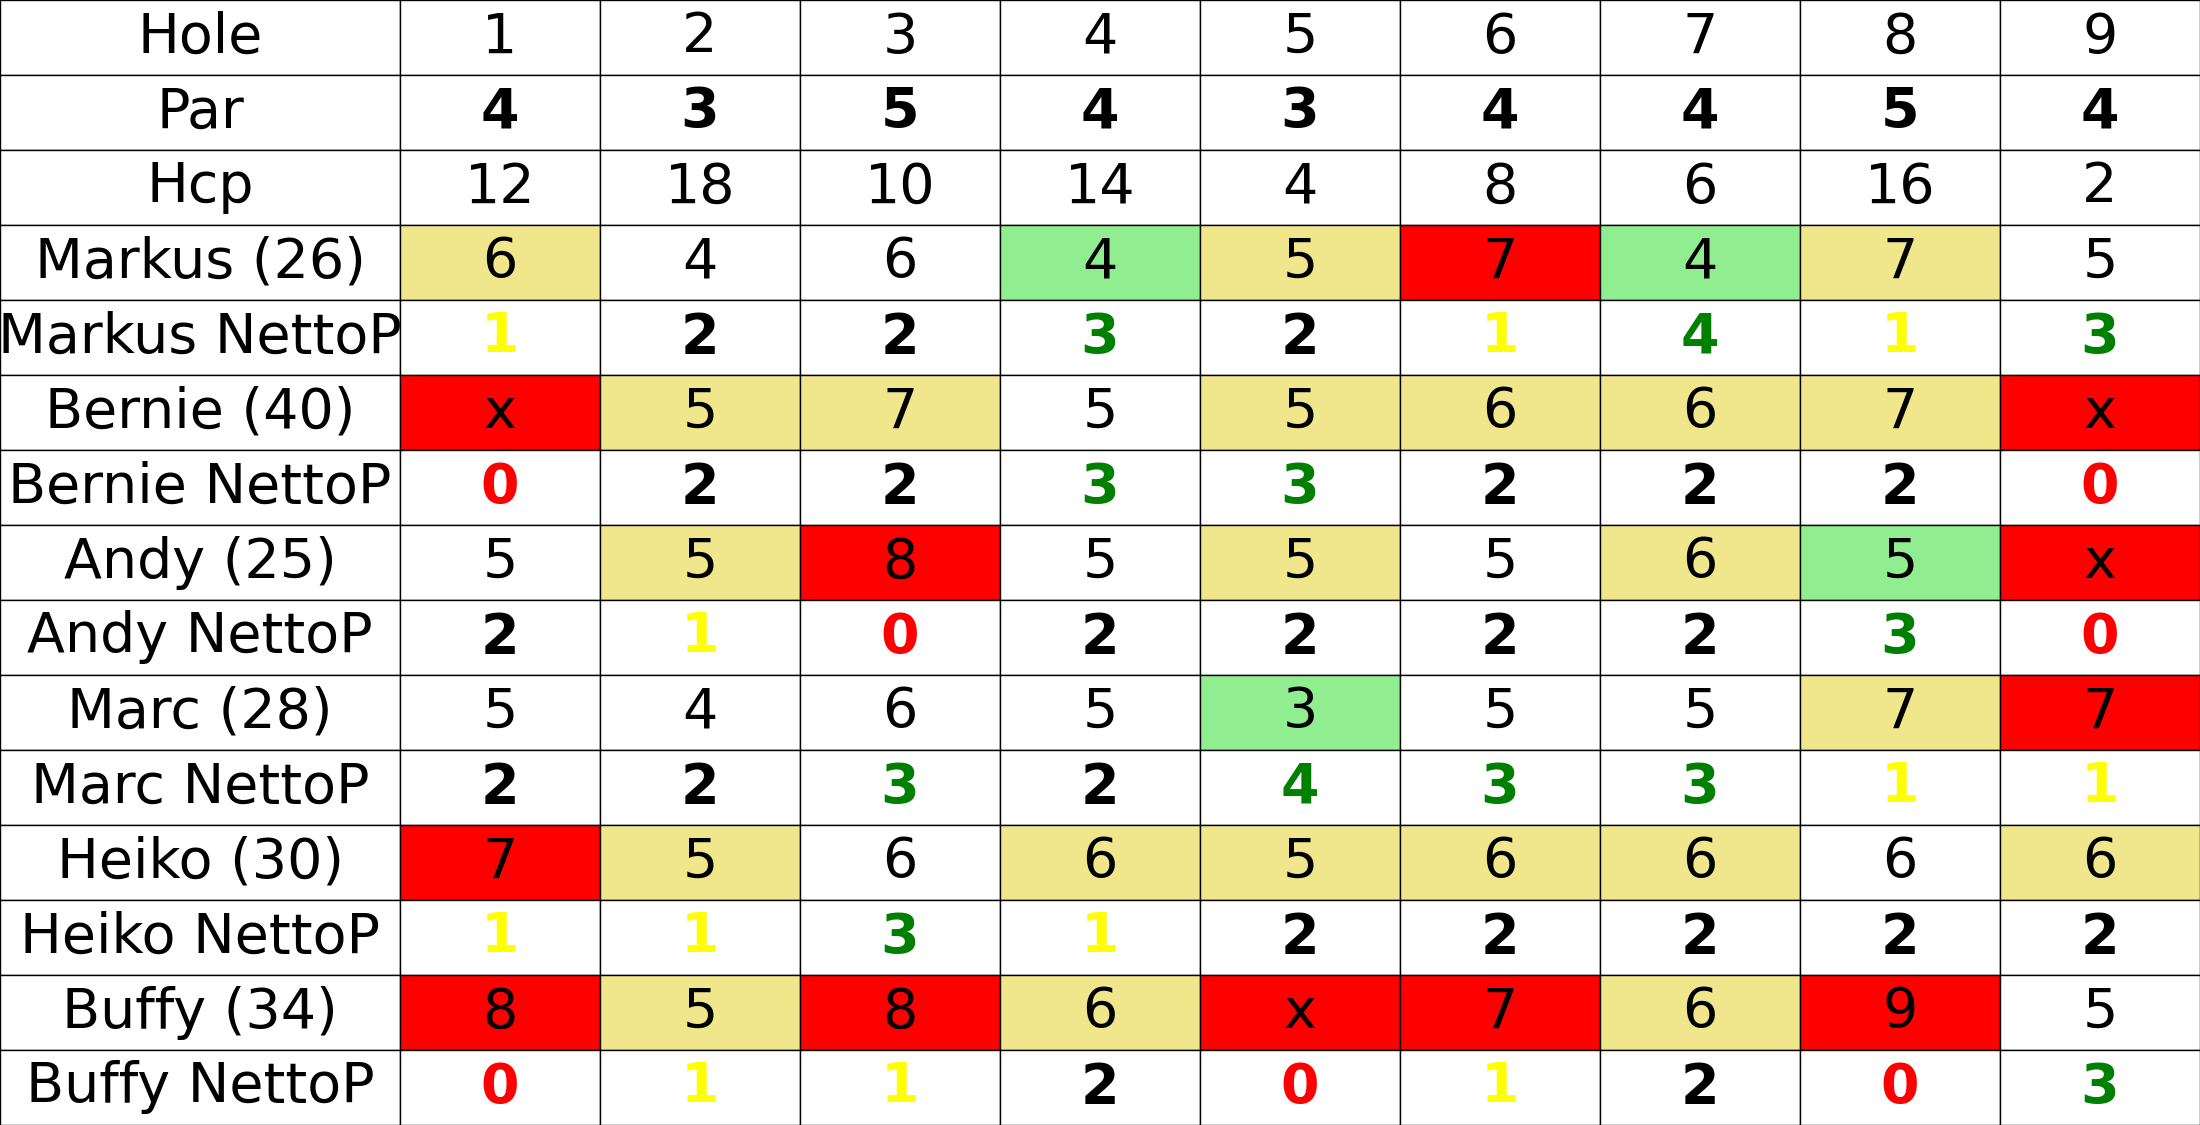 Hole 1 2 3 4 5 6 7 8 9
Par 4 3 5 4 3 4 4 5 4
Hcp 12 18 10 14 4 8 6 16 2
Markus (26) 6 4 6 4 5 7 4 7 5
Markus NettoP 1 2 2 3 2 1 4 1 3
Bernie (40) x 5 7 5 5 6 6 7 x
Bernie NettoP 0 2 2 3 3 2 2 2 0
Andy (25) 5 5 8 5 5 5 6 5 x
Andy NettoP 2 1 0 2 2 2 2 3 0
Marc (28) 5 4 6 5 3 5 5 7 7
Marc NettoP 2 2 3 2 4 3 3 1 1
Heiko (30) 7 5 6 6 5 6 6 6 6
Heiko NettoP 1 1 3 1 2 2 2 2 2
Buffy (34) 8 5 8 6 x 7 6 9 5
Buffy NettoP 0 1 1 2 0 1 2 0 3